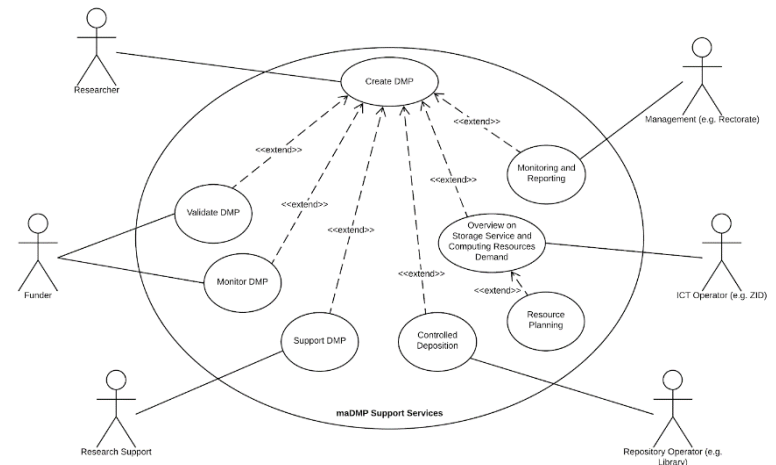 Researcher
Create DMP
Management (e.g. Rectorate)
<<extend>>
<<extend>>
Monitoring and
Reporting
<<extend>>
<<extend>>
Validate DMP
<<extend>>
Overview on
Storage Service and
Computing Resources
Demand
Monitor DMP
<<extend>>
<<extend>>
Funder
ICT Operator (e.g. ZID)
Resource
Planning
Support DMP
Controlled
Deposition
maDMP Support Services
Research Support
Repository Operator (e.g.
Library)